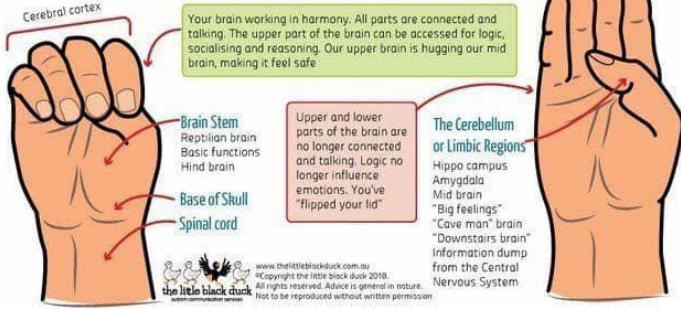 Cerebral cortex
Your brain working in harmony. All parts are connected and
talking. The upper part of the brain can be accessed for logic,
socialising and reasoning. Our upper brain is hugging our mid
brain, making it feel safe
Brain Stem
Reptilian brain
Basic functions
Hind brain
Base of Skull
Spinal cord
Upper and lower
parts of the brain are
no longer connected
and talking. Logic no
longer influence
emotions. You've
"flipped your lid"
The Cerebellum
or Limbic Regions
Hippo campus
Amygdala
Mid brain
"Big feelings"
"Cave man" brain
"Downstairs brain"
Information dump
from the Central
Nervous System
the little black duck
autism communication services
www.thelittleblackduck.com.au
©Copyright the little black duck 2018.
All rights reserved. Advice is general in nature.
Not to be reproduced without written permission